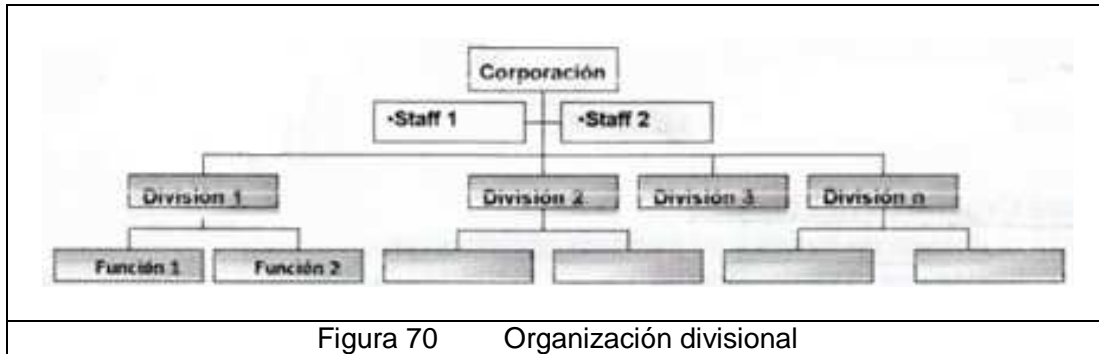 Corporación
•Staff 1 •Staff 2
División 1 División 2 División 3 División n
Función 1 Función 2
Figura 70 Organización divisional